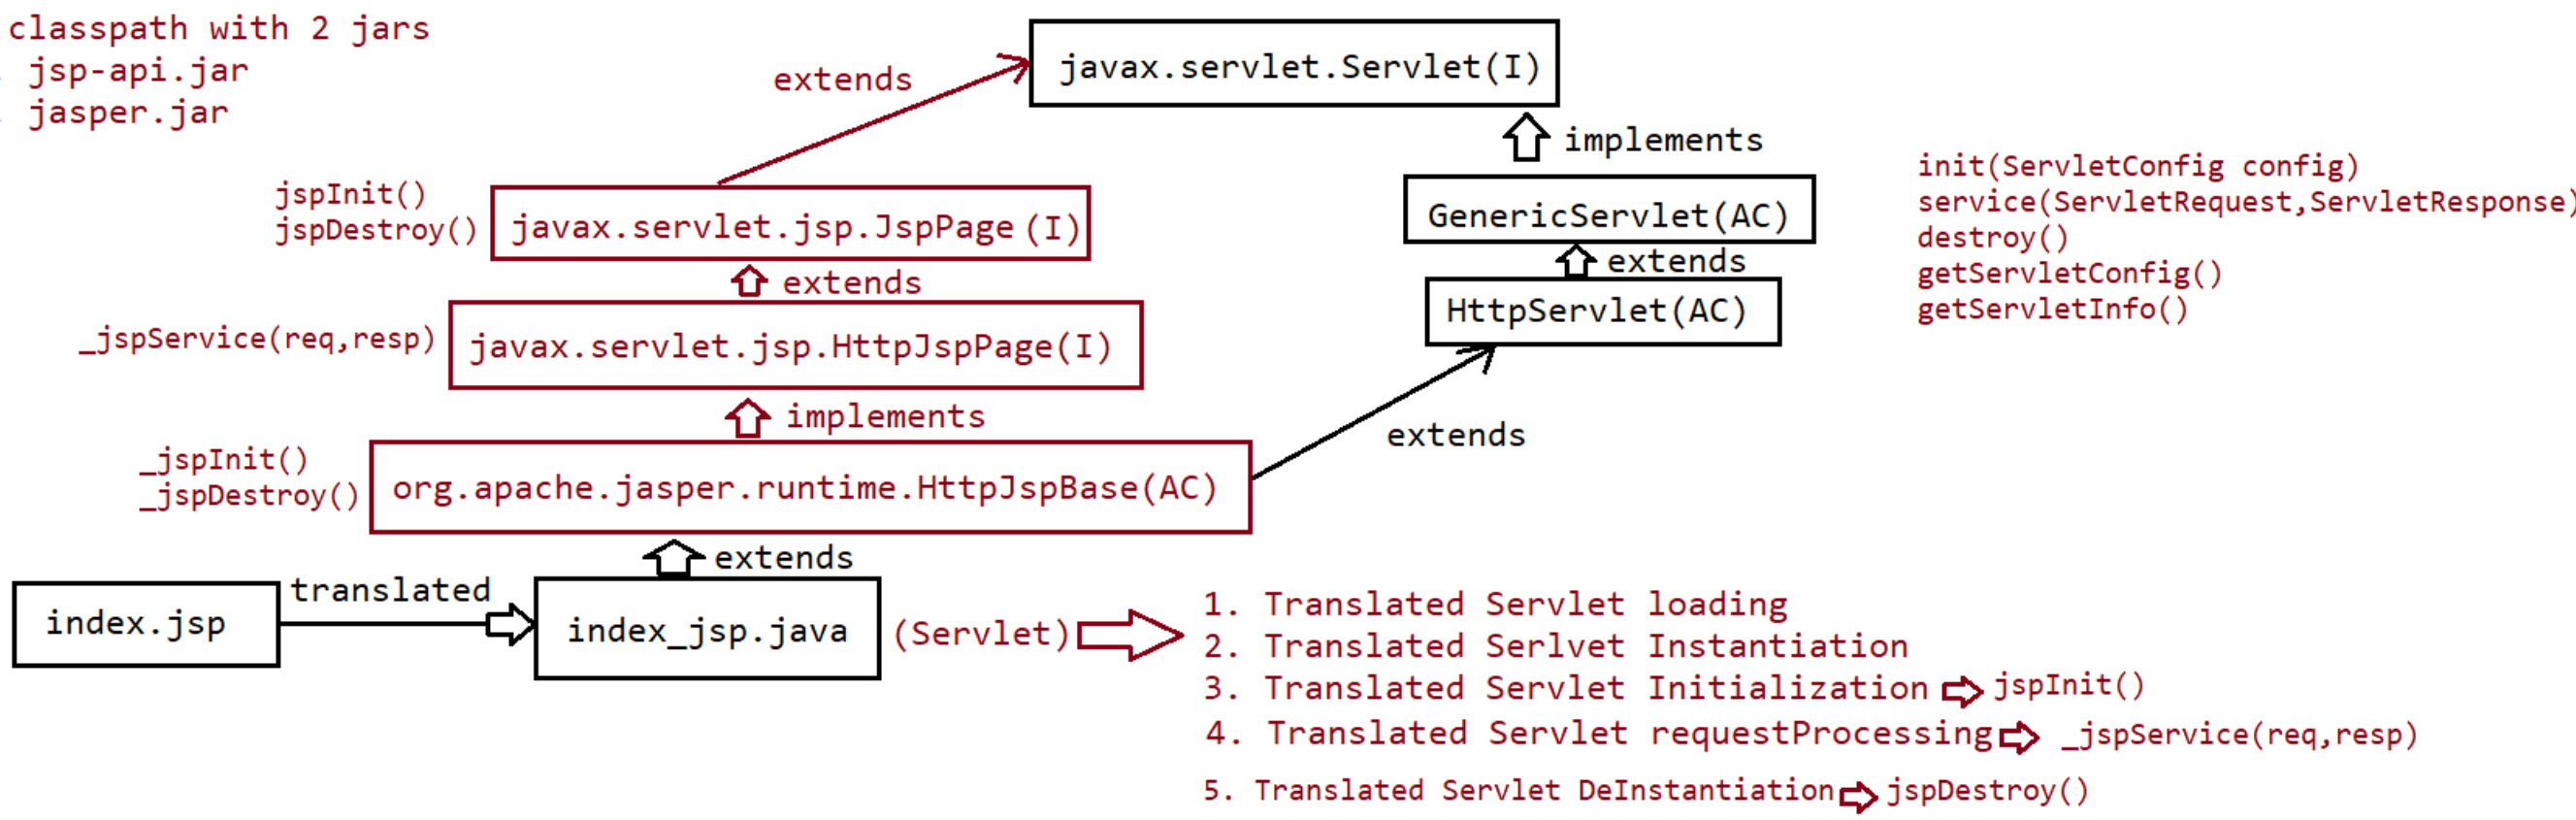 classpath with 2 jars
jsp-api.jar
jasper.jar
extends
javax.servlet.Servlet(I)
implements
jspInit()
jspDestroy()
javax.servlet.jsp.JspPage (I)
GenericServlet(AC)
init(ServletConfig config)
service(ServletRequest,ServletResponse)
destroy()
getServletConfig()
getServletInfo()
extends
extends
_jspService(req,resp)
javax.servlet.jsp.HttpJspPage(I)
HttpServlet(AC)
implements
extends
_jspInit()
_jspDestroy()
org.apache.jasper.runtime.HttpJspBase(AC)
extends
index.jsp
translated
index_jsp.java
(Servlet)
1. Translated Servlet loading
2. Translated Serlvet Instantiation
3. Translated Servlet Initialization
jspInit()
4. Translated Servlet requestProcessing
_jspService(req,resp)
5. Translated Servlet DeInstantiation
jspDestroy()